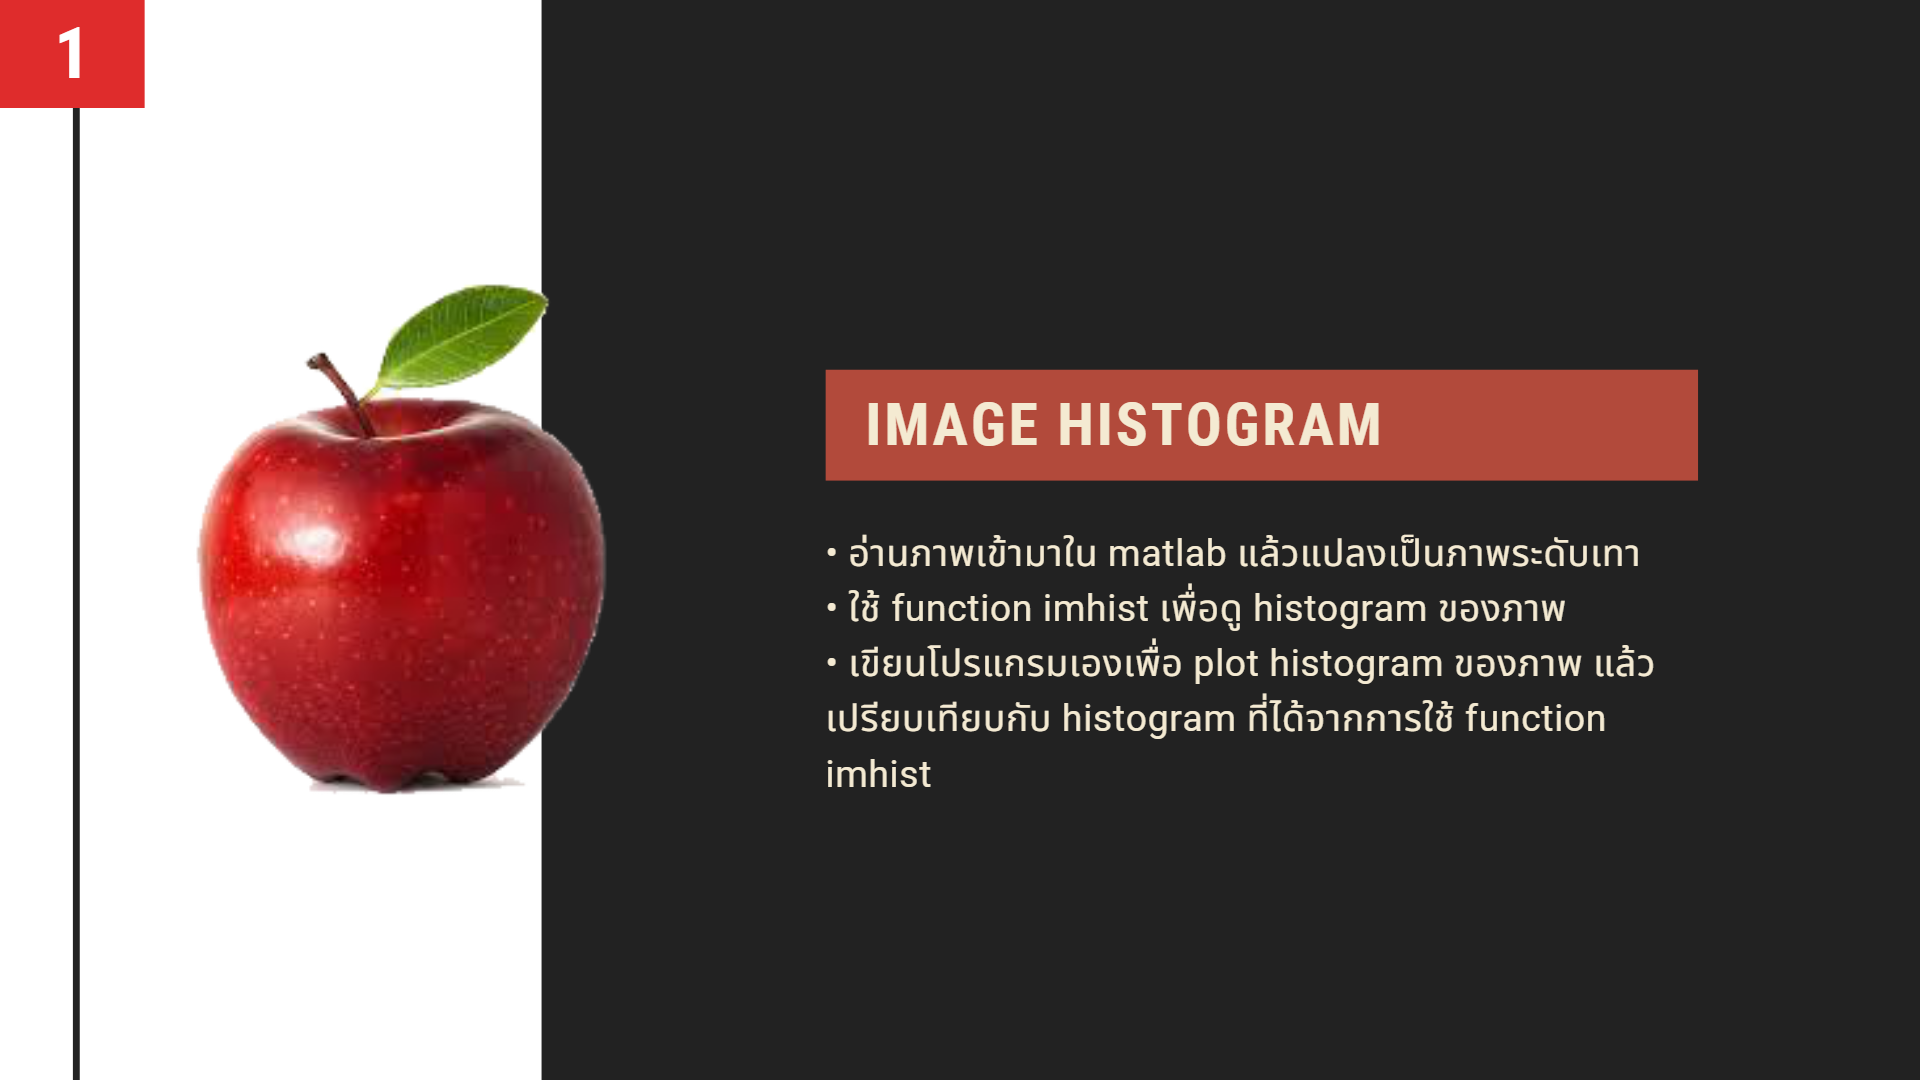 1
IMAGE HISTOGRAM
• อ่านภาพเข้ามาใน matlab แล้วแปลงเป็นภาพระดับเทา
• ใช้ function imhist เพื่อดู histogram ของภาพ
• เขียนโปรแกรมเองเพื่อ plot histogram ของภาพ แล้ว
เปรียบเทียบกับ histogram ที่ได้จากการใช้ function
imhist